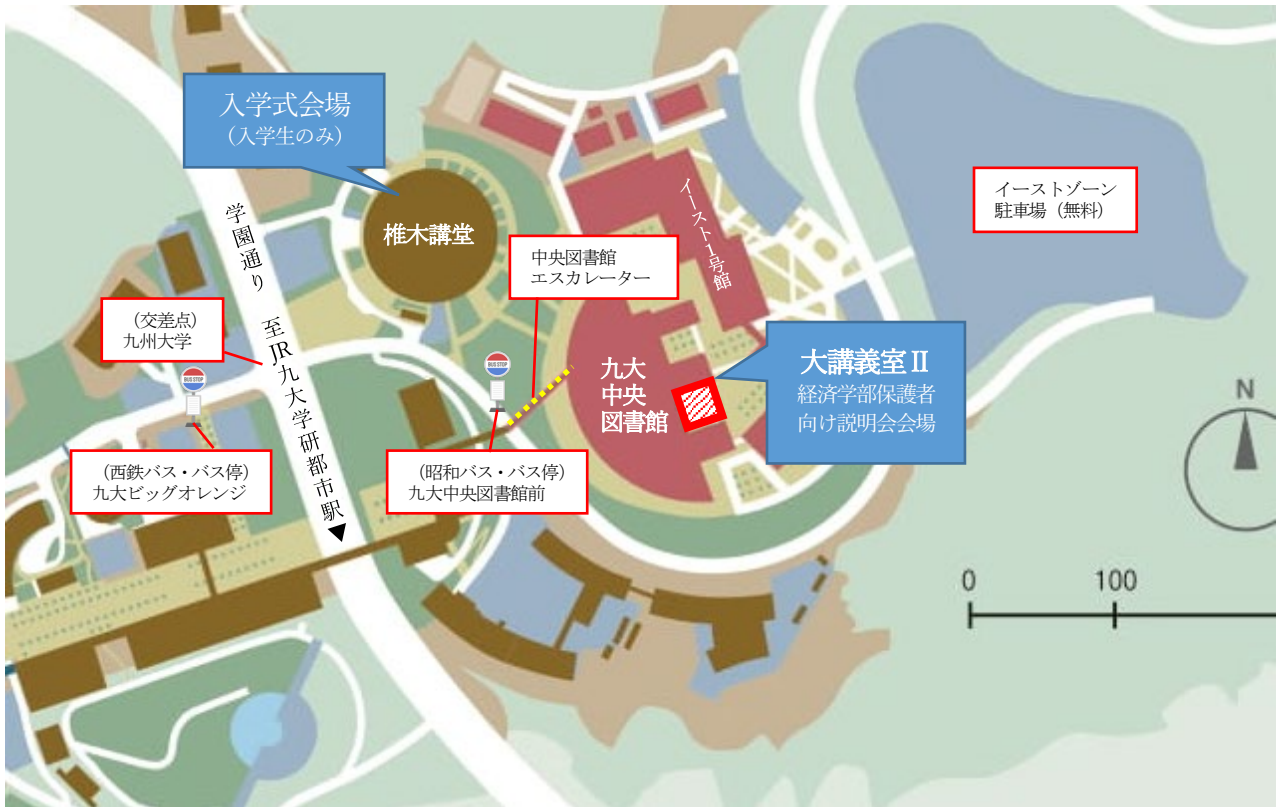 入学式会場
（入学生のみ）
椎木講堂
イースト1号館
イーストゾーン
駐車場（無料）
中央図書館
エスカレーター
学園通り　至JR九大学研都市駅▼
（交差点）
九州大学
BUS STOP
BUS STOP
九大
中央
図書館
大講義室Ⅱ
経済学部保護者
向け説明会会場
（西鉄バス・バス停）
九大ビッグオレンジ
（昭和バス・バス停）
九大中央図書館前
N
0 100